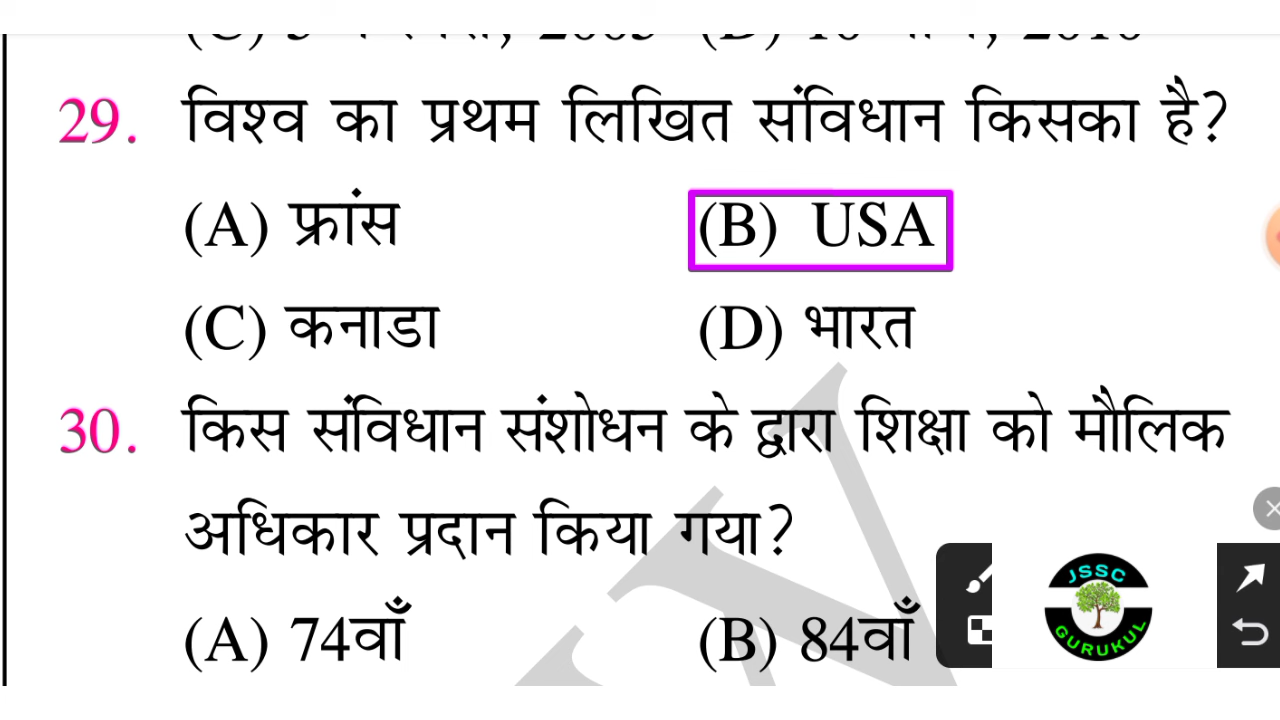 29. विश्व का प्रथम लिखित संविधान किसका है?
(A) फ्रांस (B) USA
(C) कनाडा (D) भारत
30. किस संविधान संशोधन के द्वारा शिक्षा को मौलिक
अधिकार प्रदान किया गया?
(A) 74वाँ (B) 84वाँ
JSSC
GURUKUL